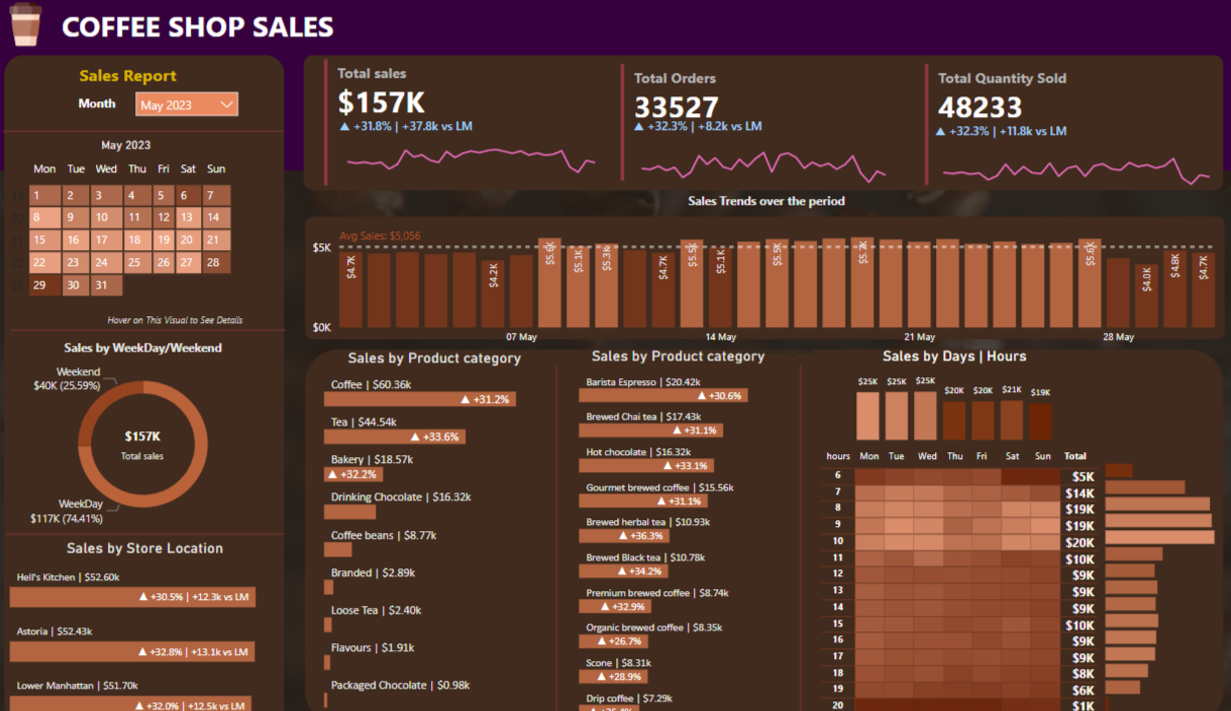 COFFEE SHOP SALES
Sales Report
Month May 2023
May 2023
Mon Tue Wed Thu Fri Sat Sun
1 2 3 4 5 6 7
8 9 10 11 12 13 14
15 16 17 18 19 20 21
22 23 24 25 26 27 28
29 30 31
Hover on This Visual to See Details
Sales by WeekDay/Weekend
Weekend
$40K (25.59%)
$157K
Total sales
WeekDay
$117K (74.41%)
Sales by Store Location
Hell's Kitchen | $52.60k
▲ +30.5% | +12.3k vs LM
Astoria | $52.43k
▲ +32.8% | +13.1k vs LM
Lower Manhattan | $51.70k
▲ +32.0% | +12.5k vs LM
Total sales
$157K
▲ +31.8% | +37.8k vs LM
Total Orders
33527
▲ +32.3% | +8.2k vs LM
Total Quantity Sold
48233
▲ +32.3% | +11.8k vs LM
Sales Trends over the period
Avg Sales: $5,056
$5K
$0K
$4.7K $4.2K $5.6K $5.1K $5.3K $4.7K $5.5K $5.1K $5.5K $5.7K $5.6K $4.0K $4.8K $4.7K
07 May 14 May 21 May 28 May
Sales by Product category
Coffee | $60.36k
▲ +31.2%
Tea | $44.54k
▲ +33.6%
Bakery | $18.57k
▲ +32.2%
Drinking Chocolate | $16.32k
Coffee beans | $8.77k
Branded | $2.89k
Loose Tea | $2.40k
Flavours | $1.91k
Packaged Chocolate | $0.98k
Sales by Product category
Barista Espresso | $20.42k
▲ +30.6%
Brewed Chai tea | $17.43k
▲ +31.1%
Hot chocolate | $16.32k
▲ +33.1%
Gourmet brewed coffee | $15.56k
▲ +31.1%
Brewed herbal tea | $10.93k
▲ +36.3%
Brewed Black tea | $10.78k
▲ +34.2%
Premium brewed coffee | $8.74k
▲ +32.9%
Organic brewed coffee | $8.35k
▲ +26.7%
Scone | $8.31k
▲ +28.9%
Drip coffee | $7.29k
Sales by Days | Hours
$25K $25K $25K $20K $20K $21K $19K
hours Mon Tue Wed Thu Fri Sat Sun Total
6 $5K
7 $14K
8 $19K
9 $19K
10 $20K
11 $10K
12 $9K
13 $9K
14 $9K
15 $10K
16 $9K
17 $9K
18 $8K
19 $6K
20 $1K